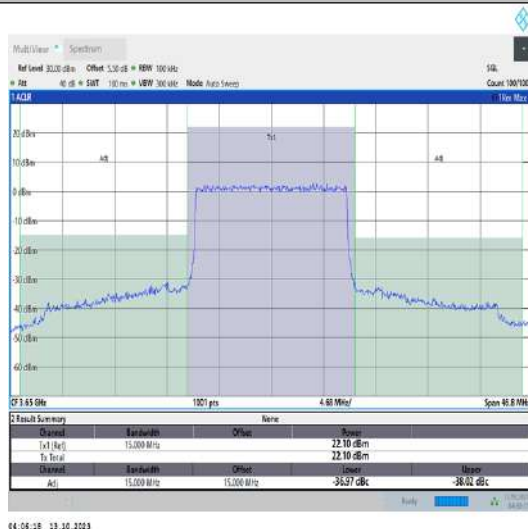 MultiView Spectrum
Ref Level 30.00 dBm Offset 5.50 dB RBW 100 kHz SGL
Att 40 dB SWT 100 ms VBW 300 kHz Mode Auto Sweep Count 100/100
1 ACLR 1Rm Max
Tx1
20 dBm
Adj Adj
10 dBm
0 dBm
-10 dBm
-20 dBm
-30 dBm
-40 dBm
-50 dBm
-60 dBm
CF 3.65 GHz 1001 pts 4.68 MHz/ Span 46.8 MHz
2 Result Summary None
Channel Bandwidth Offset Power
Tx1 (Ref) 15.000 MHz 22.10 dBm
Tx Total 22.10 dBm
Channel Bandwidth Offset Lower Upper
Adj 15.000 MHz 15.000 MHz -36.97 dBc -38.02 dBc
Ready
04:06:18 13.10.2023